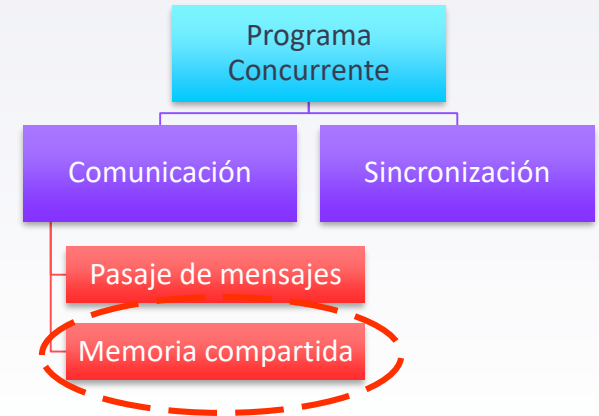 Programa
Concurrente
Comunicación
Sincronización
Pasaje de mensajes
Memoria compartida